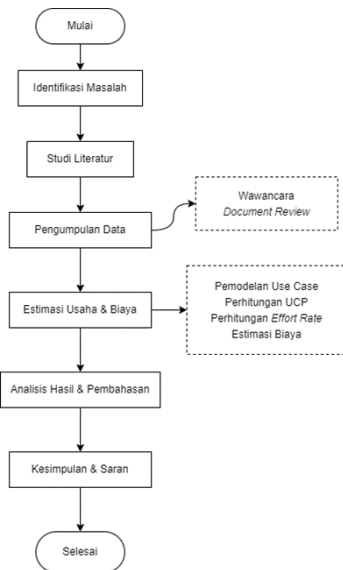 Mulai
Identifikasi Masalah
Studi Literatur
Pengumpulan Data
Wawancara
Document Review
Estimasi Usaha & Biaya
Pemodelan Use Case
Perhitungan UCP
Perhitungan Effort Rate
Estimasi Biaya
Analisis Hasil & Pembahasan
Kesimpulan & Saran
Selesai